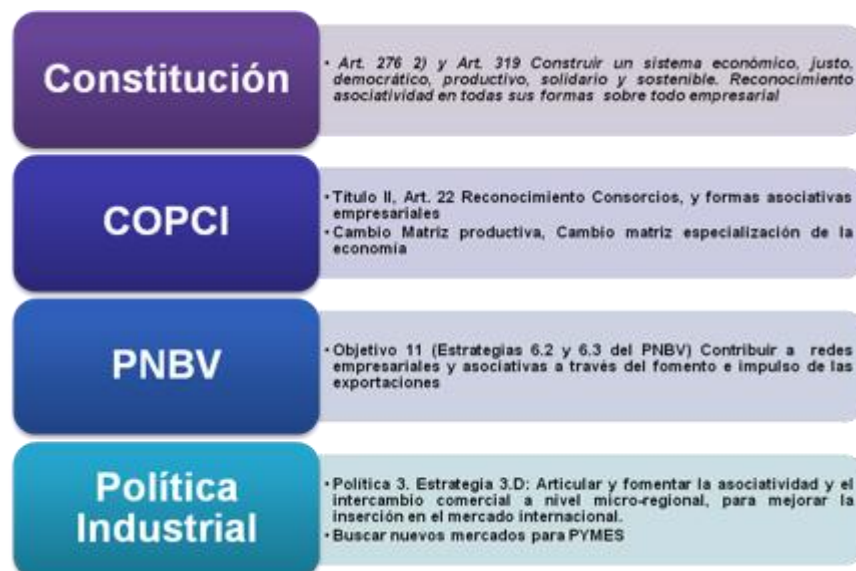 Constitución
• Art. 276 2) y Art. 319 Construir un sistema económico, justo,
democrático, productivo, solidario y sostenible. Reconocimiento
asociatividad en todas sus formas sobre todo empresarial
COPCI
• Título II, Art. 22 Reconocimiento Consorcios, y formas asociativas
empresariales
• Cambio Matriz productiva, Cambio matriz especialización de la
economía
PNBV
• Objetivo 11 (Estrategias 6.2 y 6.3 del PNBV) Contribuir a redes
empresariales y asociativas a través del fomento e impulso de las
exportaciones
Política
Industrial
• Política 3. Estrategia 3.D: Articular y fomentar la asociatividad y el
intercambio comercial a nivel micro-regional, para mejorar la
inserción en el mercado internacional.
• Buscar nuevos mercados para PYMES